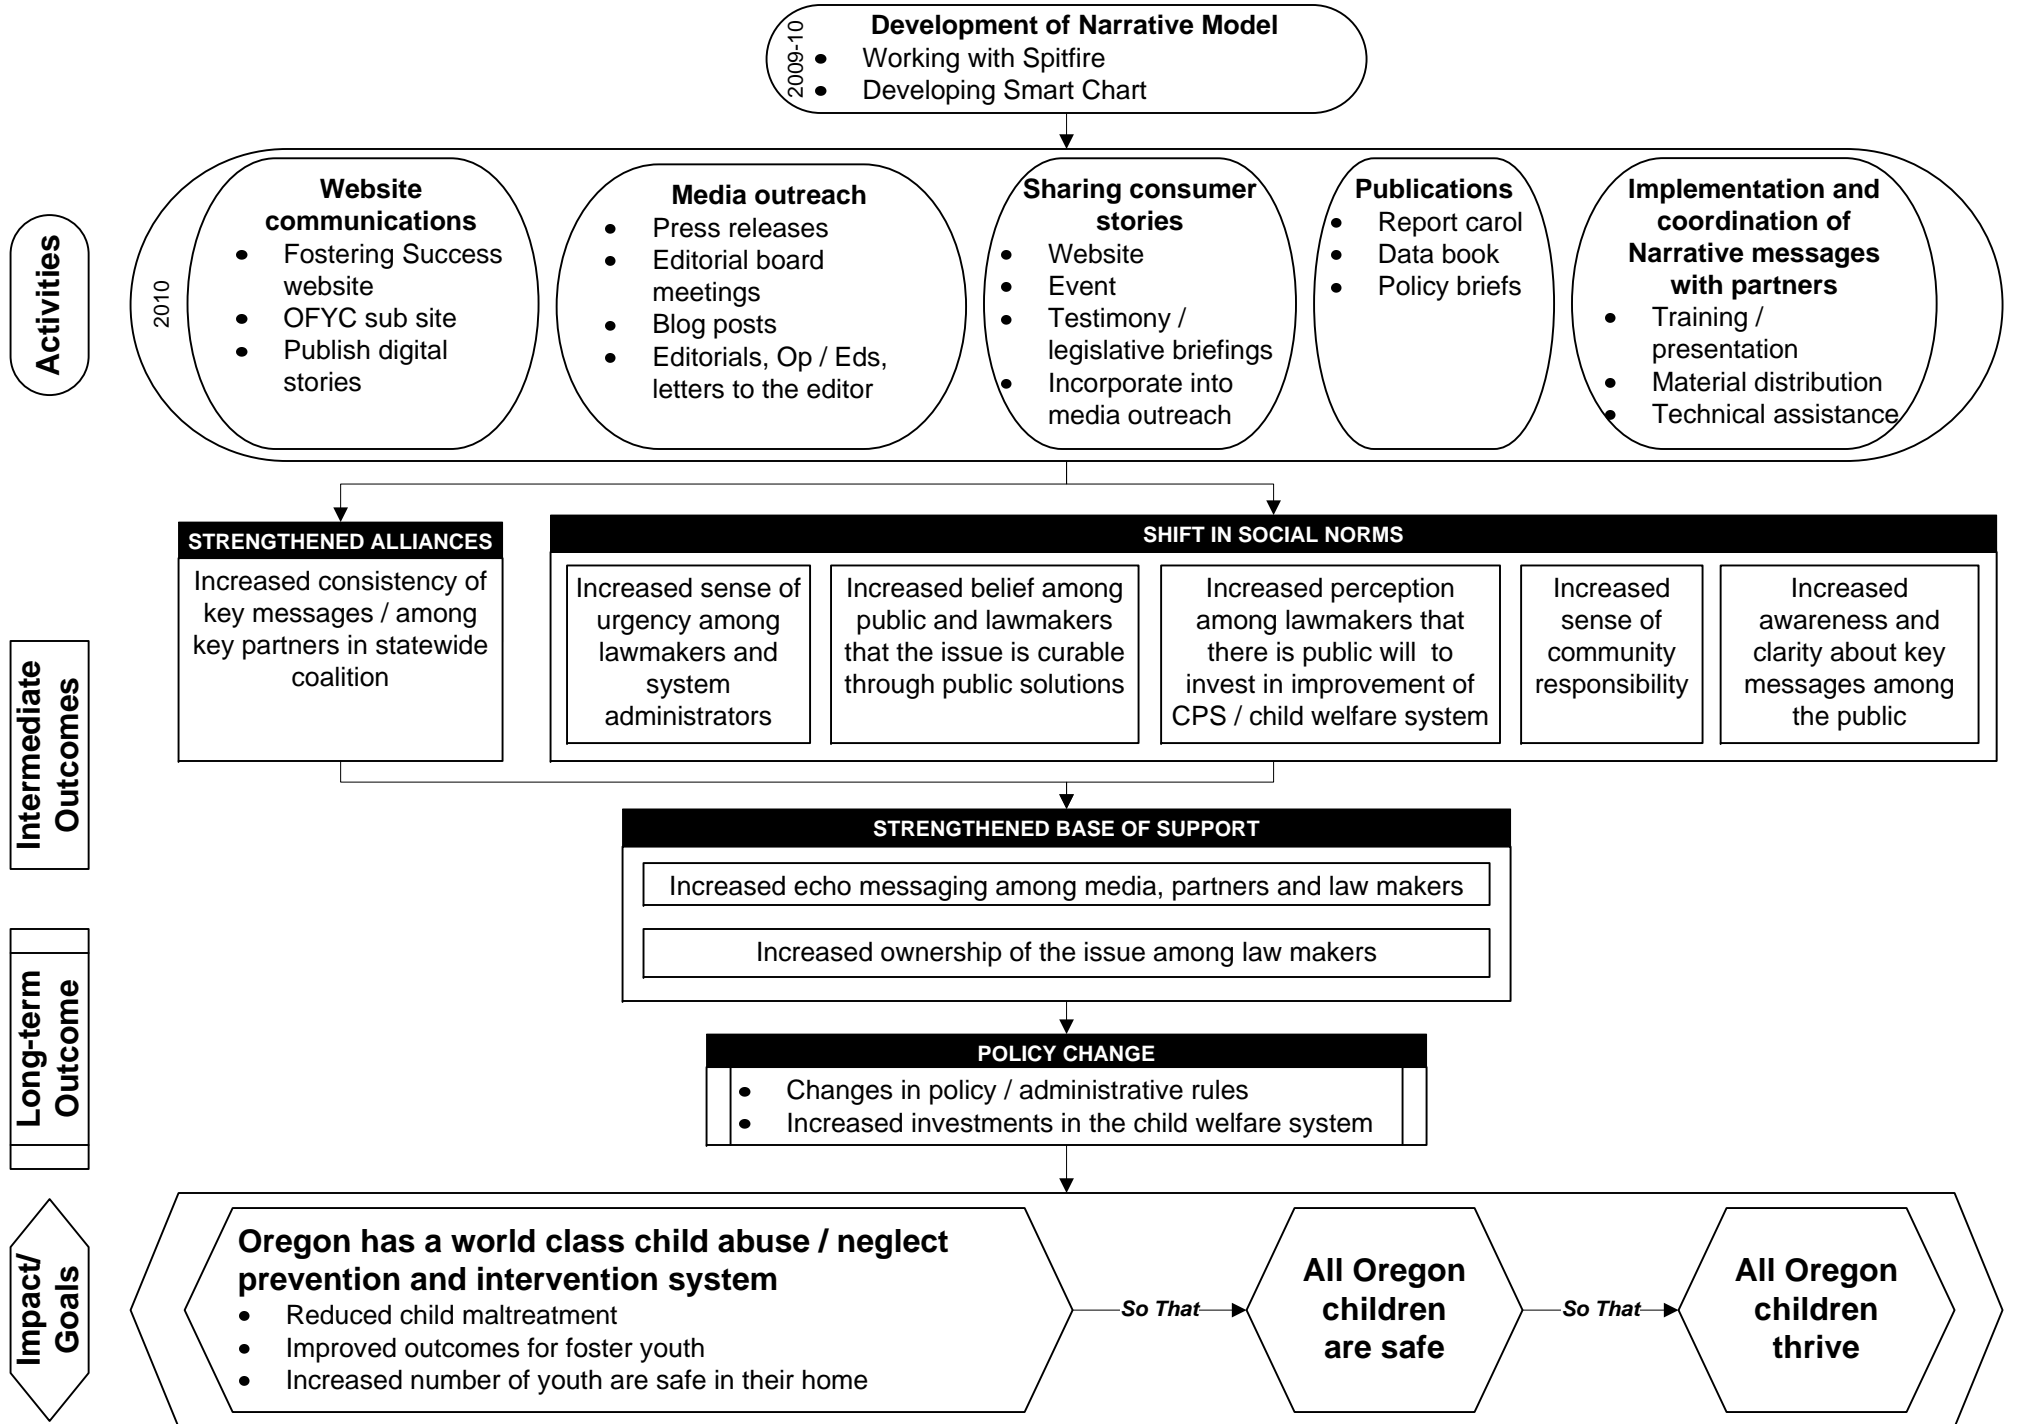 2009-10
Development of Narrative Model
• Working with Spitfire
• Developing Smart Chart
Activities
2010
Website
communications
• Fostering Success
website
• OFYC sub site
• Publish digital
stories
Media outreach
• Press releases
• Editorial board
meetings
• Blog posts
• Editorials, Op / Eds,
letters to the editor
Sharing consumer
stories
• Website
• Event
• Testimony /
legislative briefings
• Incorporate into
media outreach
Publications
• Report carol
• Data book
• Policy briefs
Implementation and
coordination of
Narrative messages
with partners
• Training /
presentation
• Material distribution
• Technical assistance
Intermediate
Outcomes
STRENGTHENED ALLIANCES
Increased consistency of
key messages / among
key partners in statewide
coalition
SHIFT IN SOCIAL NORMS
Increased sense of
urgency among
lawmakers and
system
administrators
Increased belief among
public and lawmakers
that the issue is curable
through public solutions
Increased perception
among lawmakers that
there is public will to
invest in improvement of
CPS / child welfare system
Increased
sense of
community
responsibility
Increased
awareness and
clarity about key
messages among
the public
STRENGTHENED BASE OF SUPPORT
Increased echo messaging among media, partners and law makers
Increased ownership of the issue among law makers
Long-term
Outcome
POLICY CHANGE
• Changes in policy / administrative rules
• Increased investments in the child welfare system
Impact/
Goals
Oregon has a world class child abuse / neglect
prevention and intervention system
• Reduced child maltreatment
• Improved outcomes for foster youth
• Increased number of youth are safe in their home
So That
All Oregon
children
are safe
So That
All Oregon
children
thrive